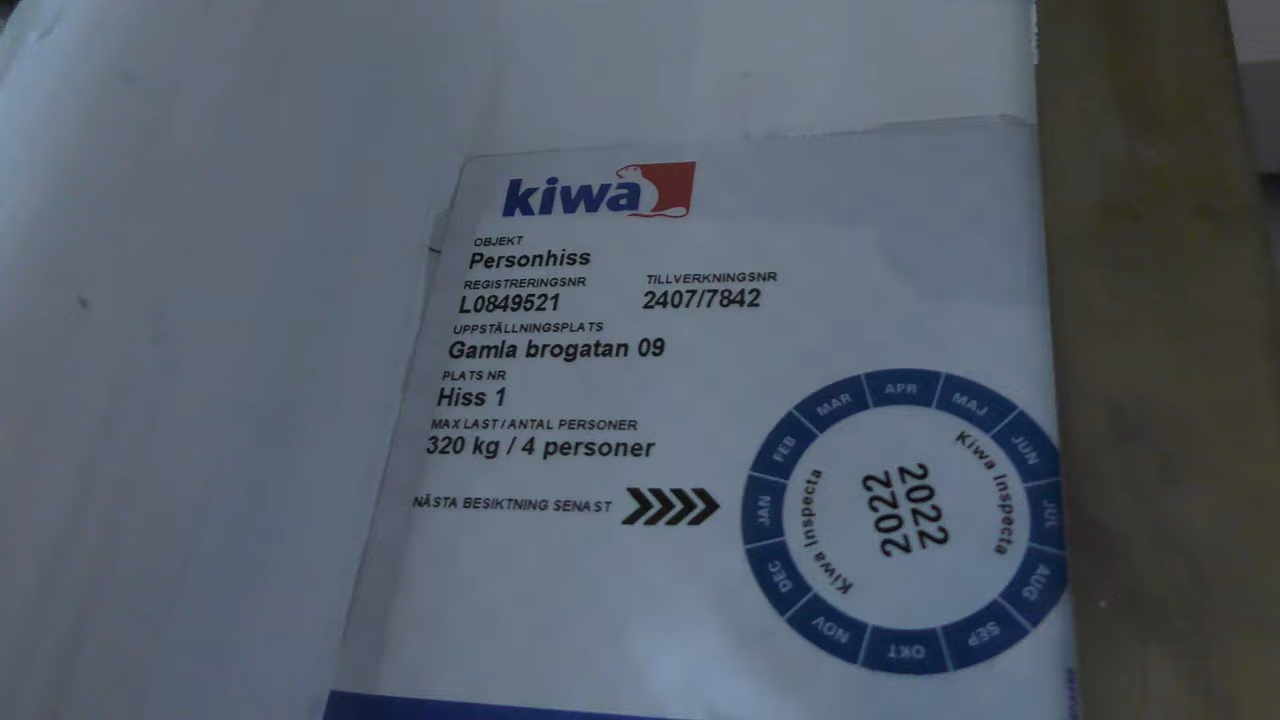 kiwa
OBJEKT
Personhiss
REGISTRERINGSNR TILLVERKNINGSNR
L0849521 2407/7842
UPPSTÄLLNINGSPLATS
Gamla brogatan 09
PLATS NR
Hiss 1
MAX LAST / ANTAL PERSONER
320 kg / 4 personer
NÄSTA BESIKTNING SENAST
JAN
FEB
MAR
APR
MAJ
JUN
JUL
AUG
SEP
OKT
NOV
DEC
Kiwa Inspecta
2022
2022
Kiwa Inspecta